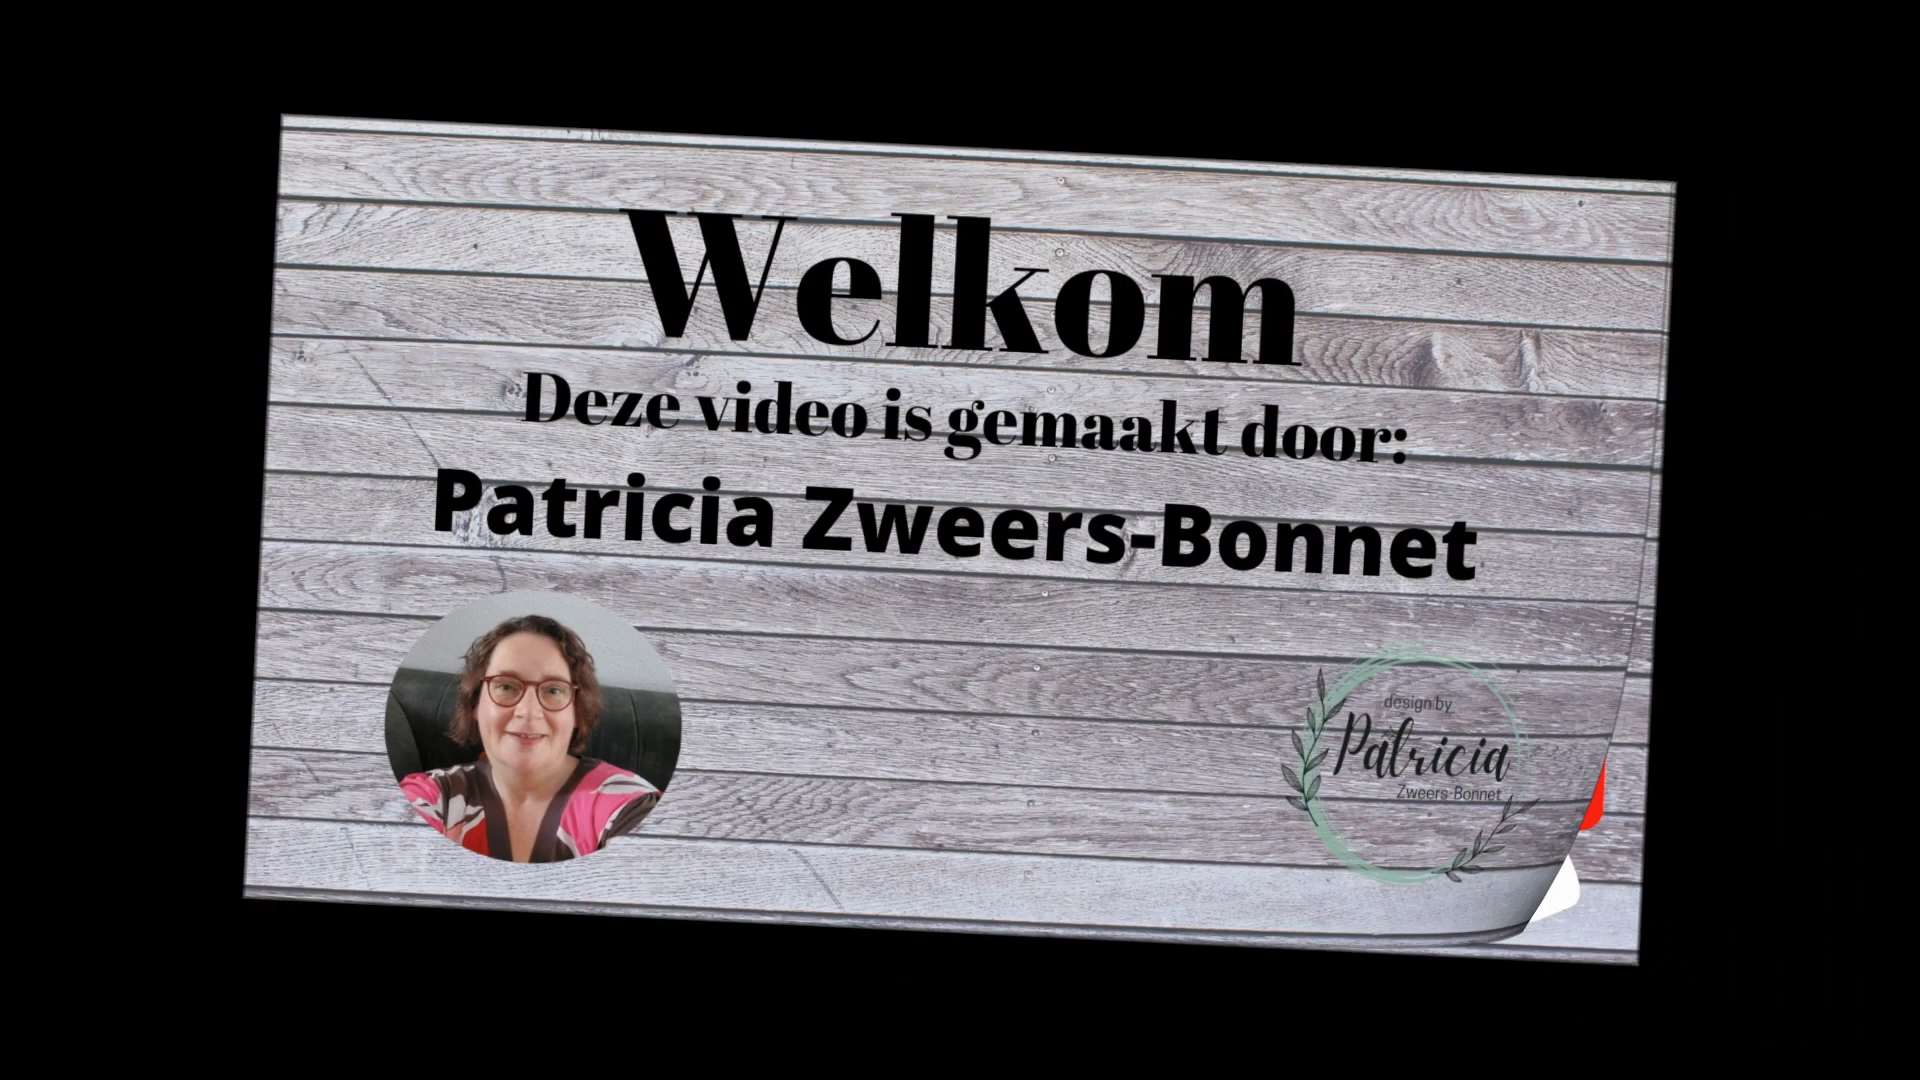 Welkom
Deze video is gemaakt door:
Patricia Zweers-Bonnet
design by
Patricia
Zweers-Bonnet